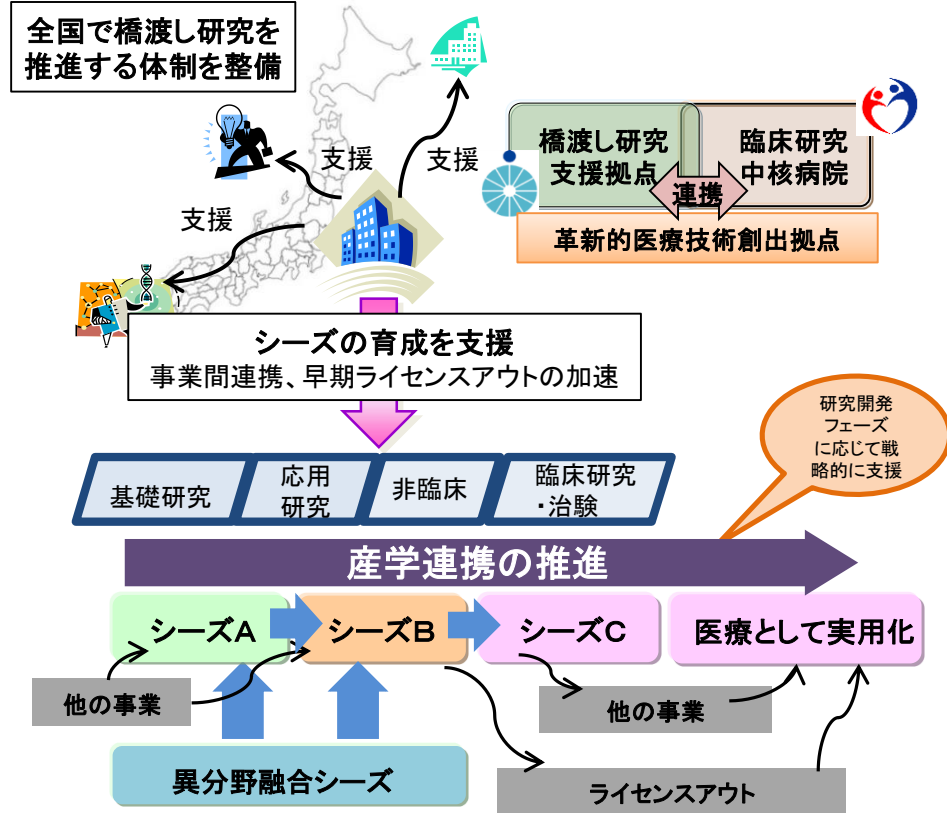 全国で橋渡し研究を
推進する体制を整備
支援
支援
支援
橋渡し研究
支援拠点
臨床研究
中核病院
連携
革新的医療技術創出拠点
シーズの育成を支援
事業間連携、早期ライセンスアウトの加速
研究開発
フェーズ
に応じて戦
略的に支援
基礎研究
応用
研究
非臨床
臨床研究
・治験
産学連携の推進
シーズA
シーズB
シーズC
医療として実用化
他の事業
他の事業
異分野融合シーズ
ライセンスアウト